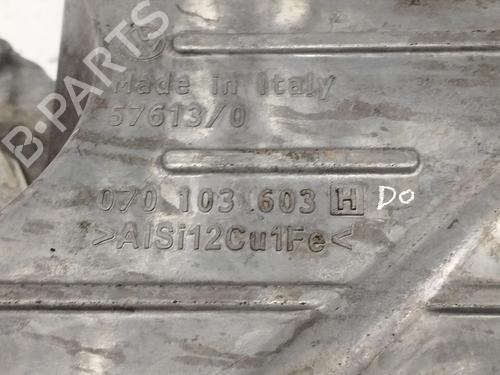 B-PARTS
Made in Italy
57613/0
070 103 603 H DO
>AlSi12Cu1Fe<